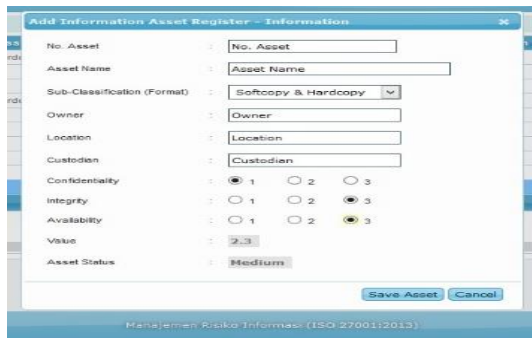 Add Information Asset Register - Information ×
No. Asset : No. Asset
Asset Name : Asset Name
Sub-Classification (Format) : Softcopy & Hardcopy
Owner : Owner
Location : Location
Custodian : Custodian
Confidentiality : 1 2 3
Integrity : 1 2 3
Availability : 1 2 3
Value : 2.3
Asset Status : Medium
Save Asset Cancel
Manajemen Risiko Informasi (ISO 27001:2013)